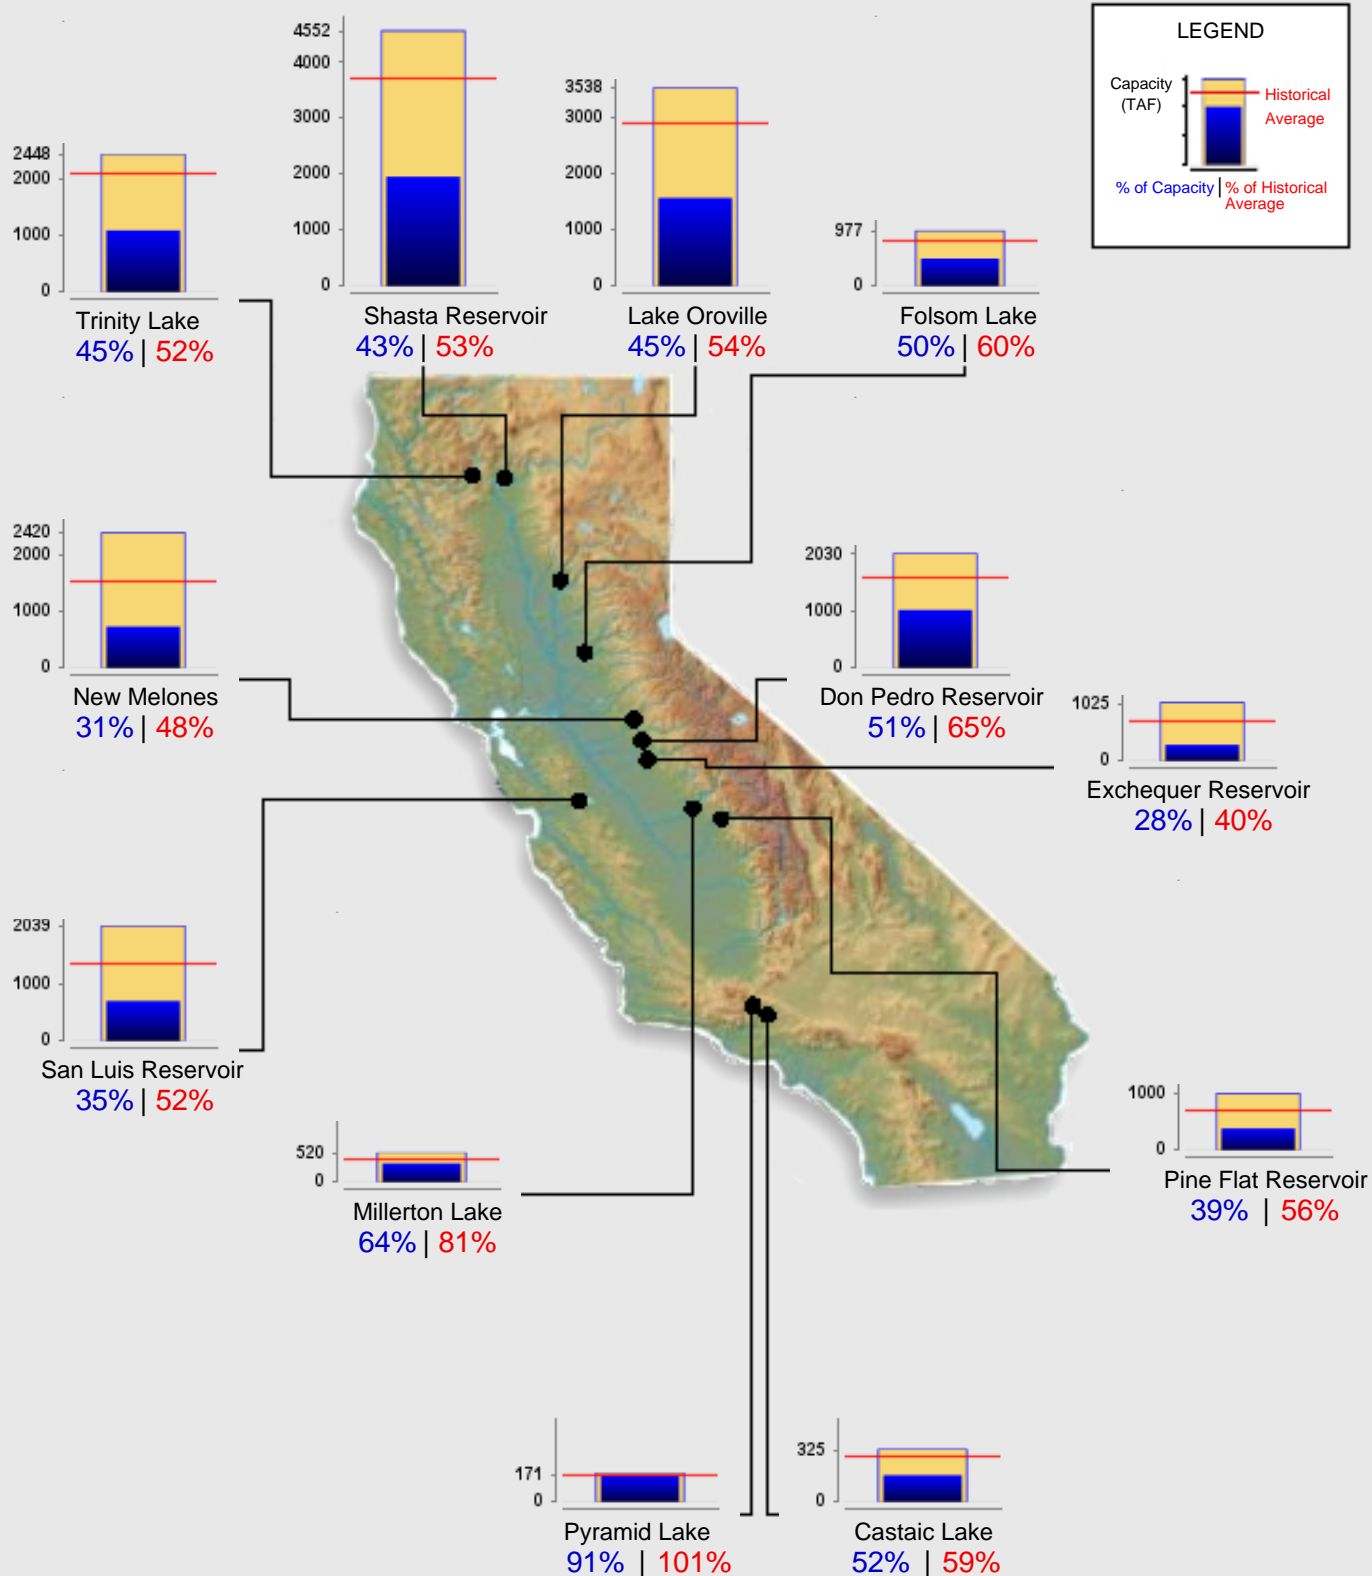 LEGEND
Capacity
(TAF)
Historical
Average
% of Capacity | % of Historical
Average
4552
4000
3000
2000
1000
0
Shasta Reservoir
43% | 53%
3538
3000
2000
1000
0
Lake Oroville
45% | 54%
2448
2000
1000
0
Trinity Lake
45% | 52%
977
0
Folsom Lake
50% | 60%
2420
2000
1000
0
New Melones
31% | 48%
2030
1000
0
Don Pedro Reservoir
51% | 65%
1025
0
Exchequer Reservoir
28% | 40%
2039
1000
0
San Luis Reservoir
35% | 52%
520
0
Millerton Lake
64% | 81%
1000
0
Pine Flat Reservoir
39% | 56%
171
0
Pyramid Lake
91% | 101%
325
0
Castaic Lake
52% | 59%